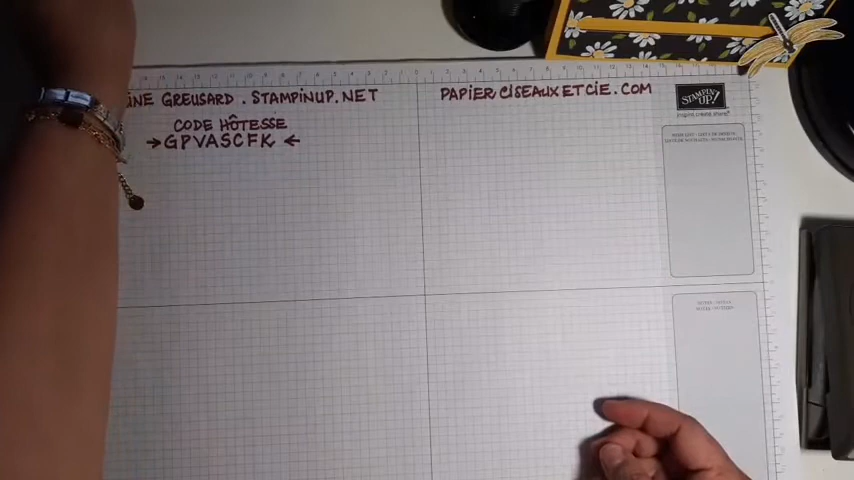 INE GREUSARD . STAMPINUP.NET
PAPIERCISEAUXETCIE.COM
CODE HÔTESSE
→ GPVASCFK ←
STAMPIN' UP!